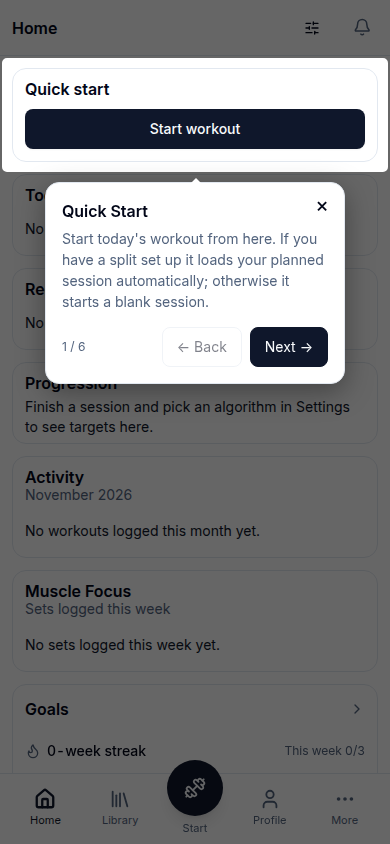 Home
Quick start
Start workout
To
No
Quick Start
Start today's workout from here. If you
have a split set up it loads your planned
session automatically; otherwise it
starts a blank session.
1 / 6
← Back
Next →
Re
No
Progression
Finish a session and pick an algorithm in Settings
to see targets here.
Activity
November 2026
No workouts logged this month yet.
Muscle Focus
Sets logged this week
No sets logged this week yet.
Goals
0-week streak
This week 0/3
Home
Library
Start
Profile
More